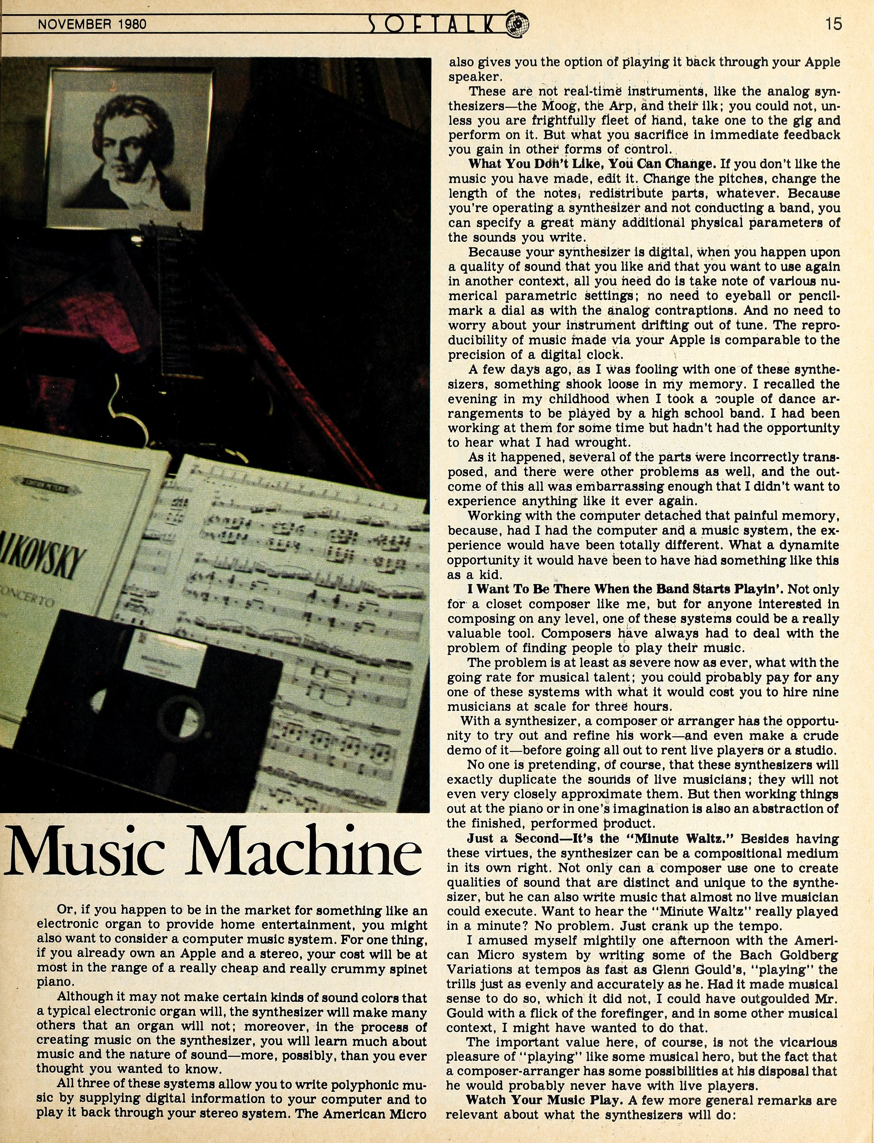 NOVEMBER 1980
SOFTALK
15
EDITION PETERS
AIKOVSKY
CONCERTO
Music Machine
Or, if you happen to be in the market for something like an
electronic organ to provide home entertainment, you might
also want to consider a computer music system. For one thing,
if you already own an Apple and a stereo, your cost will be at
most in the range of a really cheap and really crummy spinet
piano.
Although it may not make certain kinds of sound colors that
a typical electronic organ will, the synthesizer will make many
others that an organ will not; moreover, in the process of
creating music on the synthesizer, you will learn much about
music and the nature of sound—more, possibly, than you ever
thought you wanted to know.
All three of these systems allow you to write polyphonic mu-
sic by supplying digital information to your computer and to
play it back through your stereo system. The American Micro
also gives you the option of playing it back through your Apple
speaker.
These are not real-time instruments, like the analog syn-
thesizers—the Moog, the Arp, and their ilk; you could not, un-
less you are frightfully fleet of hand, take one to the gig and
perform on it. But what you sacrifice in immediate feedback
you gain in other forms of control.
What You Don't Like, You Can Change. If you don't like the
music you have made, edit it. Change the pitches, change the
length of the notes, redistribute parts, whatever. Because
you're operating a synthesizer and not conducting a band, you
can specify a great many additional physical parameters of
the sounds you write.
Because your synthesizer is digital, when you happen upon
a quality of sound that you like and that you want to use again
in another context, all you need do is take note of various nu-
merical parametric settings; no need to eyeball or pencil-
mark a dial as with the analog contraptions. And no need to
worry about your instrument drifting out of tune. The repro-
ducibility of music made via your Apple is comparable to the
precision of a digital clock.
A few days ago, as I was fooling with one of these synthe-
sizers, something shook loose in my memory. I recalled the
evening in my childhood when I took a couple of dance ar-
rangements to be played by a high school band. I had been
working at them for some time but hadn't had the opportunity
to hear what I had wrought.
As it happened, several of the parts were incorrectly trans-
posed, and there were other problems as well, and the out-
come of this all was embarrassing enough that I didn't want to
experience anything like it ever again.
Working with the computer detached that painful memory,
because, had I had the computer and a music system, the ex-
perience would have been totally different. What a dynamite
opportunity it would have been to have had something like this
as a kid.
I Want To Be There When the Band Starts Playin'. Not only
for a closet composer like me, but for anyone interested in
composing on any level, one of these systems could be a really
valuable tool. Composers have always had to deal with the
problem of finding people to play their music.
The problem is at least as severe now as ever, what with the
going rate for musical talent; you could probably pay for any
one of these systems with what it would cost you to hire nine
musicians at scale for three hours.
With a synthesizer, a composer or arranger has the opportu-
nity to try out and refine his work—and even make a crude
demo of it—before going all out to rent live players or a studio.
No one is pretending, of course, that these synthesizers will
exactly duplicate the sounds of live musicians; they will not
even very closely approximate them. But then working things
out at the piano or in one's imagination is also an abstraction of
the finished, performed product.
Just a Second—It's the "Minute Waltz." Besides having
these virtues, the synthesizer can be a compositional medium
in its own right. Not only can a composer use one to create
qualities of sound that are distinct and unique to the synthe-
sizer, but he can also write music that almost no live musician
could execute. Want to hear the "Minute Waltz" really played
in a minute? No problem. Just crank up the tempo.
I amused myself mightily one afternoon with the Ameri-
can Micro system by writing some of the Bach Goldberg
Variations at tempos as fast as Glenn Gould's, "playing" the
trills just as evenly and accurately as he. Had it made musical
sense to do so, which it did not, I could have outgoulded Mr.
Gould with a flick of the forefinger, and in some other musical
context, I might have wanted to do that.
The important value here, of course, is not the vicarious
pleasure of "playing" like some musical hero, but the fact that
a composer-arranger has some possibilities at his disposal that
he would probably never have with live players.
Watch Your Music Play. A few more general remarks are
relevant about what the synthesizers will do: